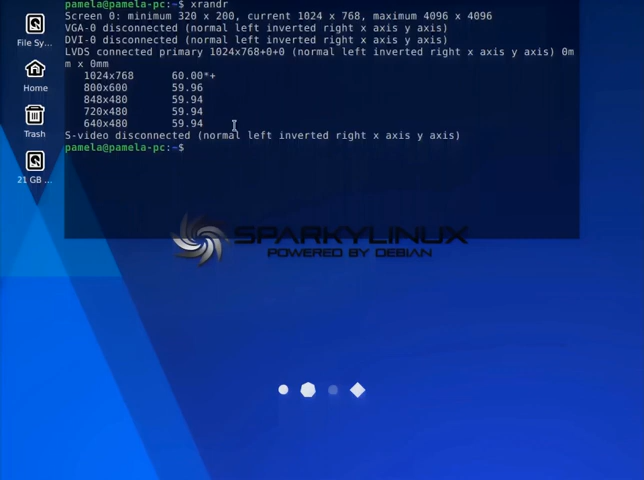 pamela@pamela-pc:~$ xrandr
Screen 0: minimum 320 x 200, current 1024 x 768, maximum 4096 x 4096
VGA-0 disconnected (normal left inverted right x axis y axis)
DVI-0 disconnected (normal left inverted right x axis y axis)
LVDS connected primary 1024x768+0+0 (normal left inverted right x axis y axis) 0m
m x 0mm
1024x768 60.00*+
800x600 59.96
848x480 59.94
720x480 59.94
640x480 59.94
S-video disconnected (normal left inverted right x axis y axis)
pamela@pamela-pc:~$
File Sy...
Home
Trash
21 GB ...
SPARKYLINUX
POWERED BY DEBIAN